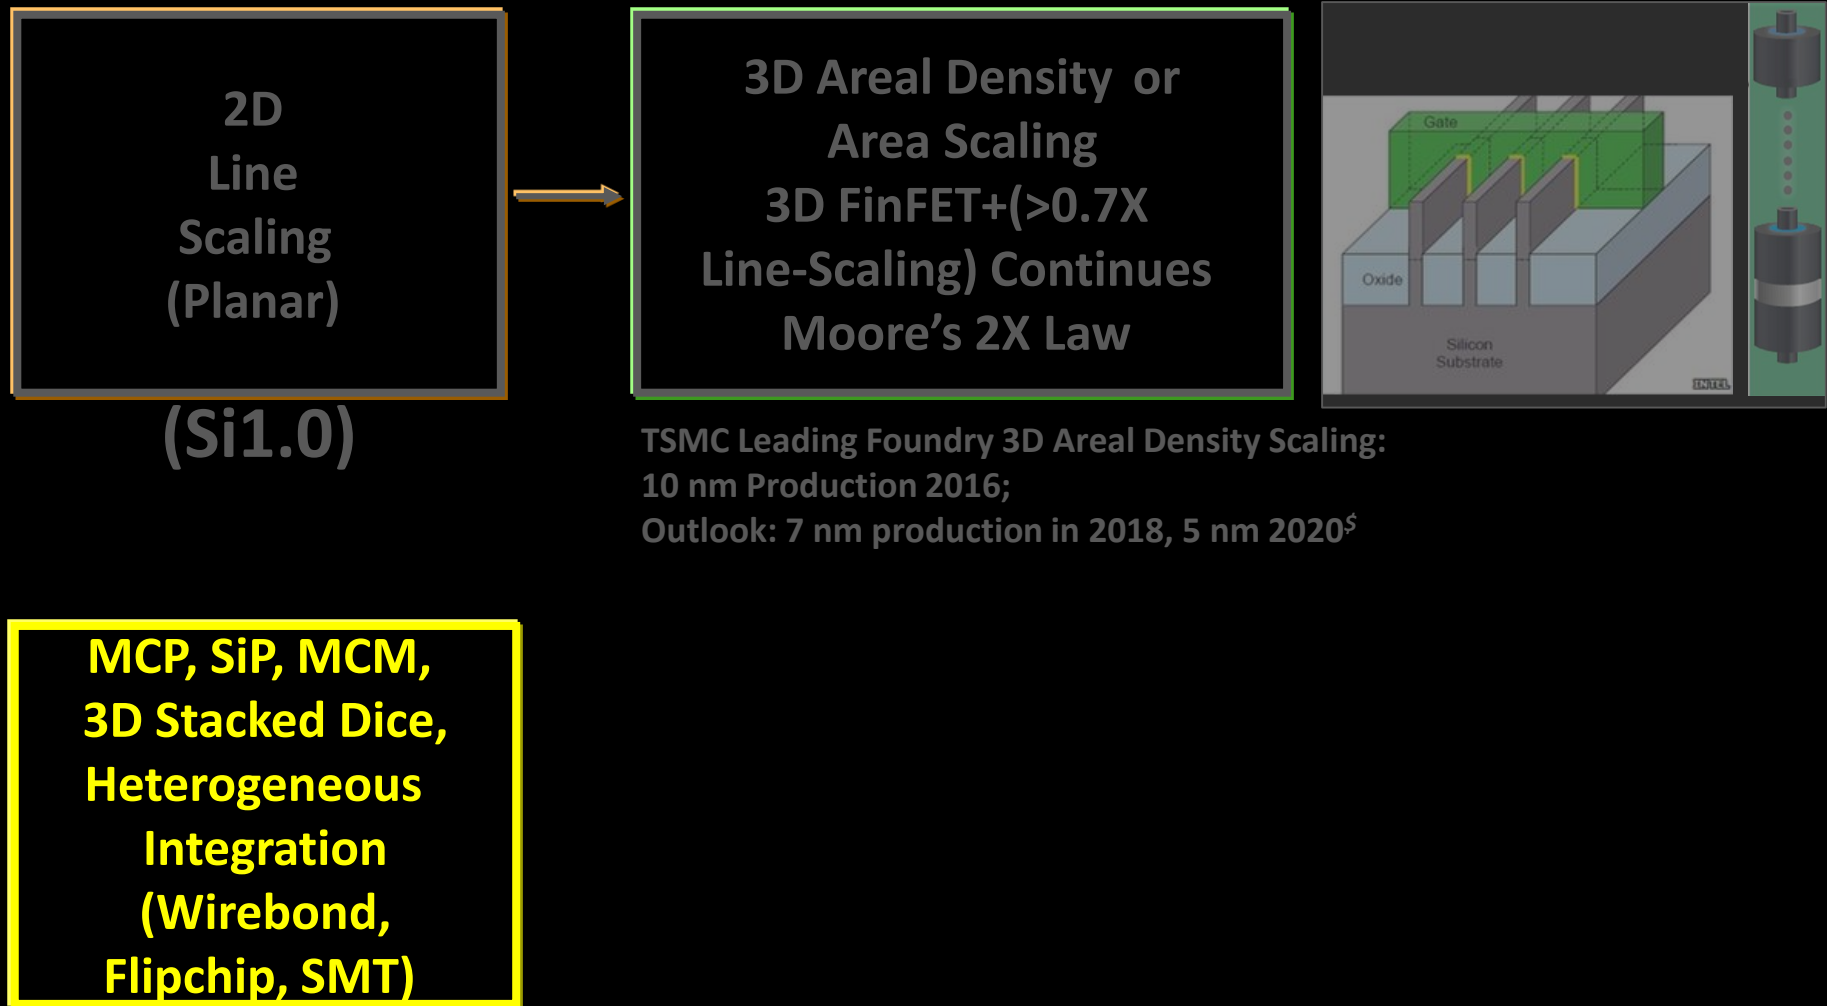 2D
Line
Scaling
(Planar)
(Si1.0)
3D Areal Density or
Area Scaling
3D FinFET+(>0.7X
Line-Scaling) Continues
Moore’s 2X Law
Gate
Oxide
Silicon
Substrate
INTEL
TSMC Leading Foundry 3D Areal Density Scaling:
10 nm Production 2016;
Outlook: 7 nm production in 2018, 5 nm 2020$
MCP, SiP, MCM,
3D Stacked Dice,
Heterogeneous
Integration
(Wirebond,
Flipchip, SMT)